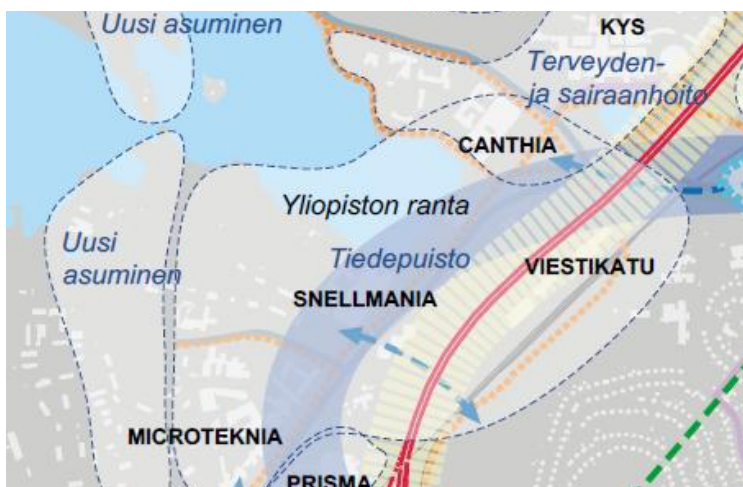 Uusi asuminen
KYS
Terveyden-
ja sairaanhoito
CANTHIA
Yliopiston ranta
Uusi
asuminen
Tiedepuisto
VIESTIKATU
SNELLMANIA
MICROTEKNIA
PRISMA